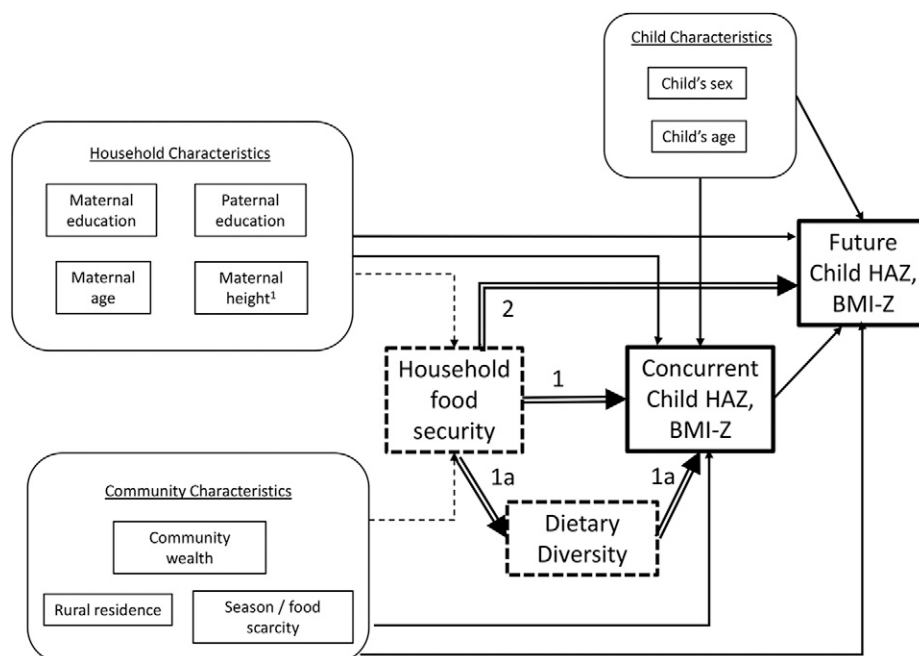 Child Characteristics
Child's sex
Child's age
Household Characteristics
Maternal
education
Paternal
education
Maternal
age
Maternal
height¹
Future
Child HAZ,
BMI-Z
2
Household
food
security
1
Concurrent
Child HAZ,
BMI-Z
1a
1a
Dietary
Diversity
Community Characteristics
Community
wealth
Rural residence
Season / food
scarcity